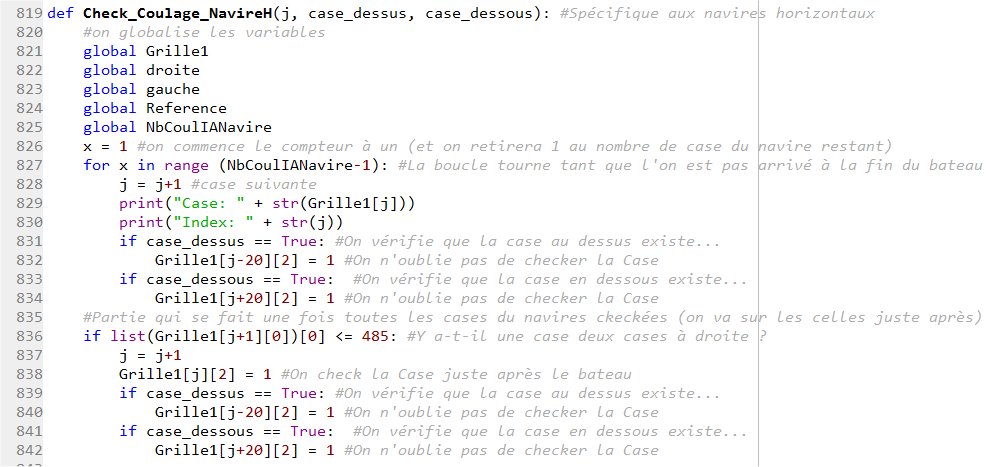 819 def Check_Coulage_NavireH(j, case_dessus, case_dessous): #Spécifique aux navires horizontaux
820     #on globalise les variables
821     global Grille1
822     global droite
823     global gauche
824     global Reference
825     global NbCoulIANavire
826     x = 1 #on commence le compteur à un (et on retirera 1 au nombre de case du navire restant)
827     for x in range (NbCoulIANavire-1): #La boucle tourne tant que l'on est pas arrivé à la fin du bateau
828         j = j+1 #case suivante
829         print("Case: " + str(Grille1[j]))
830         print("Index: " + str(j))
831         if case_dessus == True: #On vérifie que la case au dessus existe...
832             Grille1[j-20][2] = 1 #On n'oublie pas de checker la Case
833         if case_dessous == True:  #On vérifie que la case en dessous existe...
834             Grille1[j+20][2] = 1 #On n'oublie pas de checker la Case
835     #Partie qui se fait une fois toutes les cases du navires ckeckées (on va sur les celles juste après)
836     if list(Grille1[j+1][0])[0] <= 485: #Y a-t-il une case deux cases à droite ?
837         j = j+1
838         Grille1[j][2] = 1 #On check la Case juste après le bateau
839         if case_dessus == True: #On vérifie que la case au dessus existe...
840             Grille1[j-20][2] = 1 #On n'oublie pas de checker la Case
841         if case_dessous == True:  #On vérifie que la case en dessous existe...
842             Grille1[j+20][2] = 1 #On n'oublie pas de checker la Case